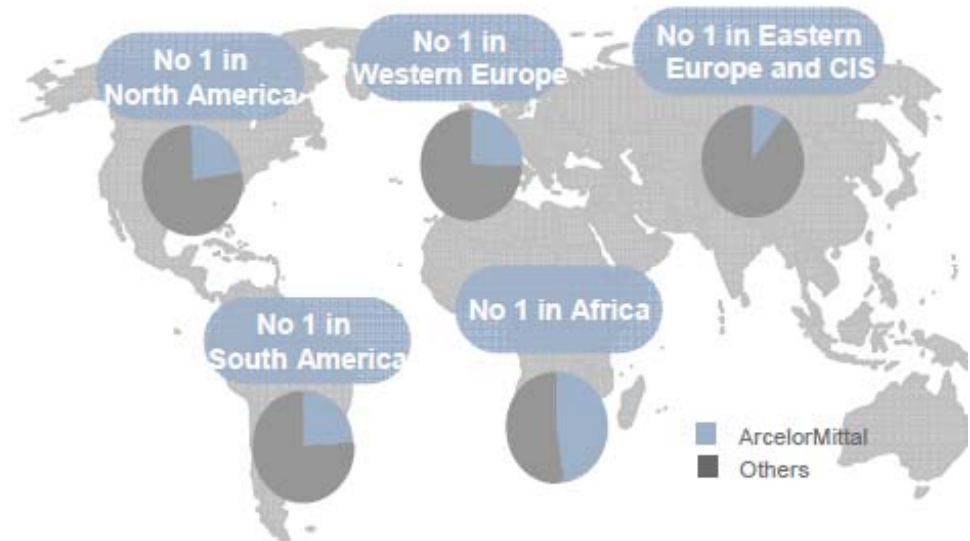 No 1 in
North America
No 1 in
Western Europe
No 1 in Eastern
Europe and CIS
No 1 in
South America
No 1 in Africa
ArcelorMittal
Others